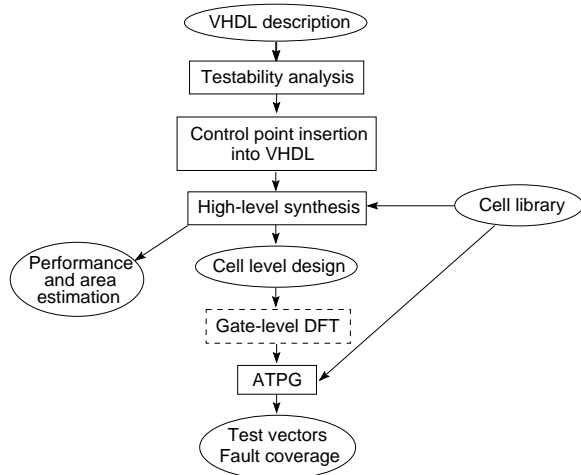 VHDL description
Testability analysis
Control point insertion
into VHDL
High-level synthesis
Cell library
Performance
and area
estimation
Cell level design
Gate-level DFT
ATPG
Test vectors
Fault coverage